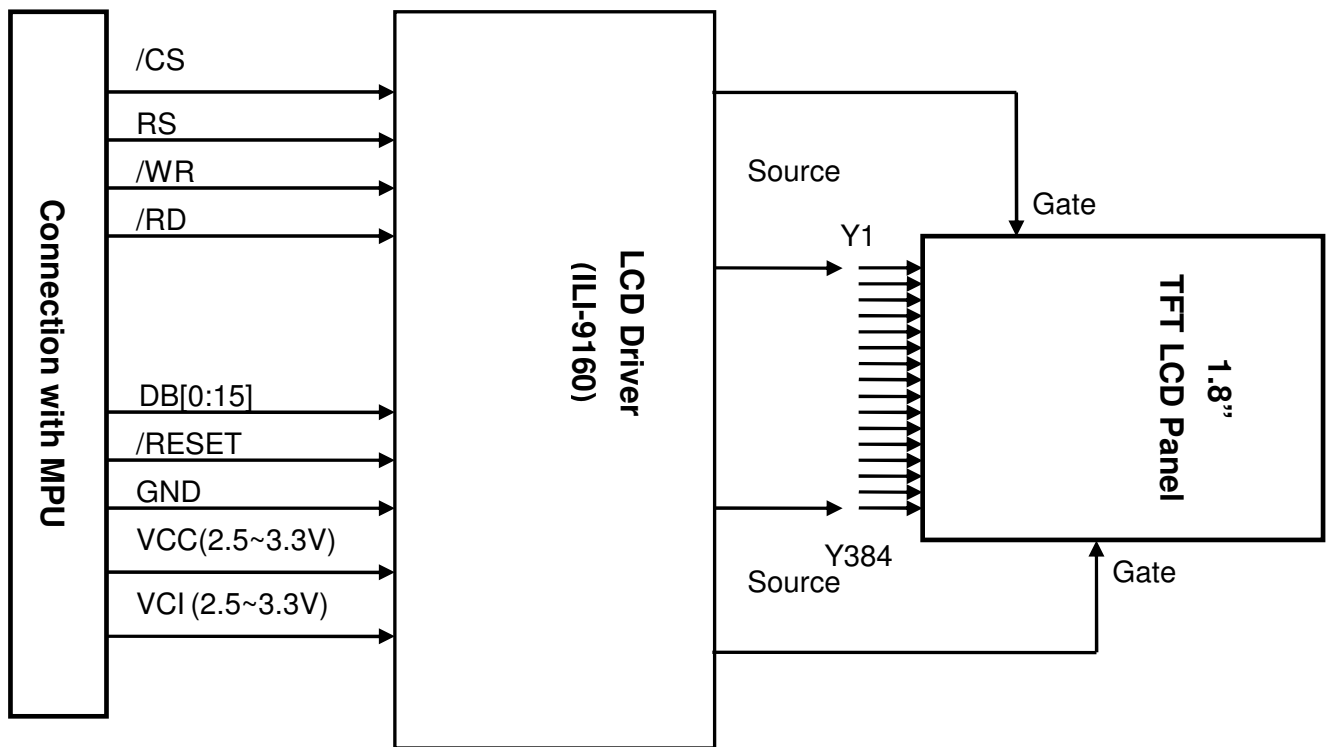 Connection with MPU
/CS
RS
/WR
/RD
DB[0:15]
/RESET
GND
VCC(2.5~3.3V)
VCI (2.5~3.3V)
LCD Driver
(ILI-9160)
Source
Gate
Y1
Y384
Source
Gate
1.8”
TFT LCD Panel